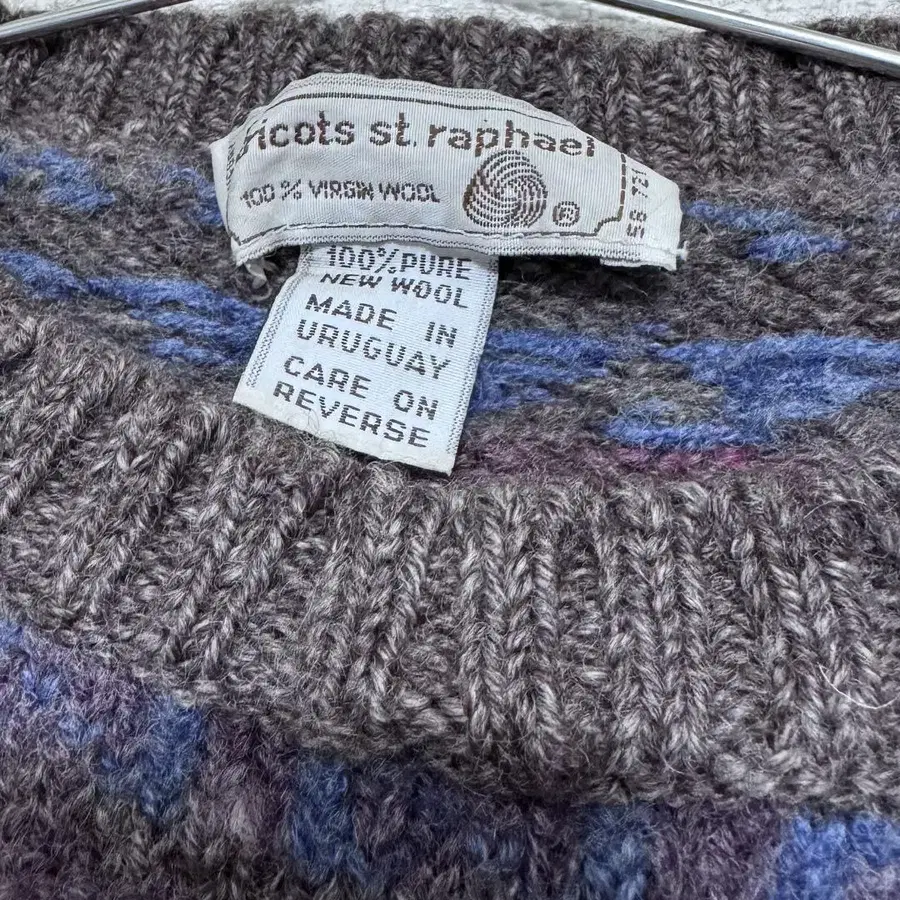 ricots st. raphael
100 % VIRGIN WOOL
®
100% PURE
NEW WOOL
MADE IN
URUGUAY
CARE ON
REVERSE